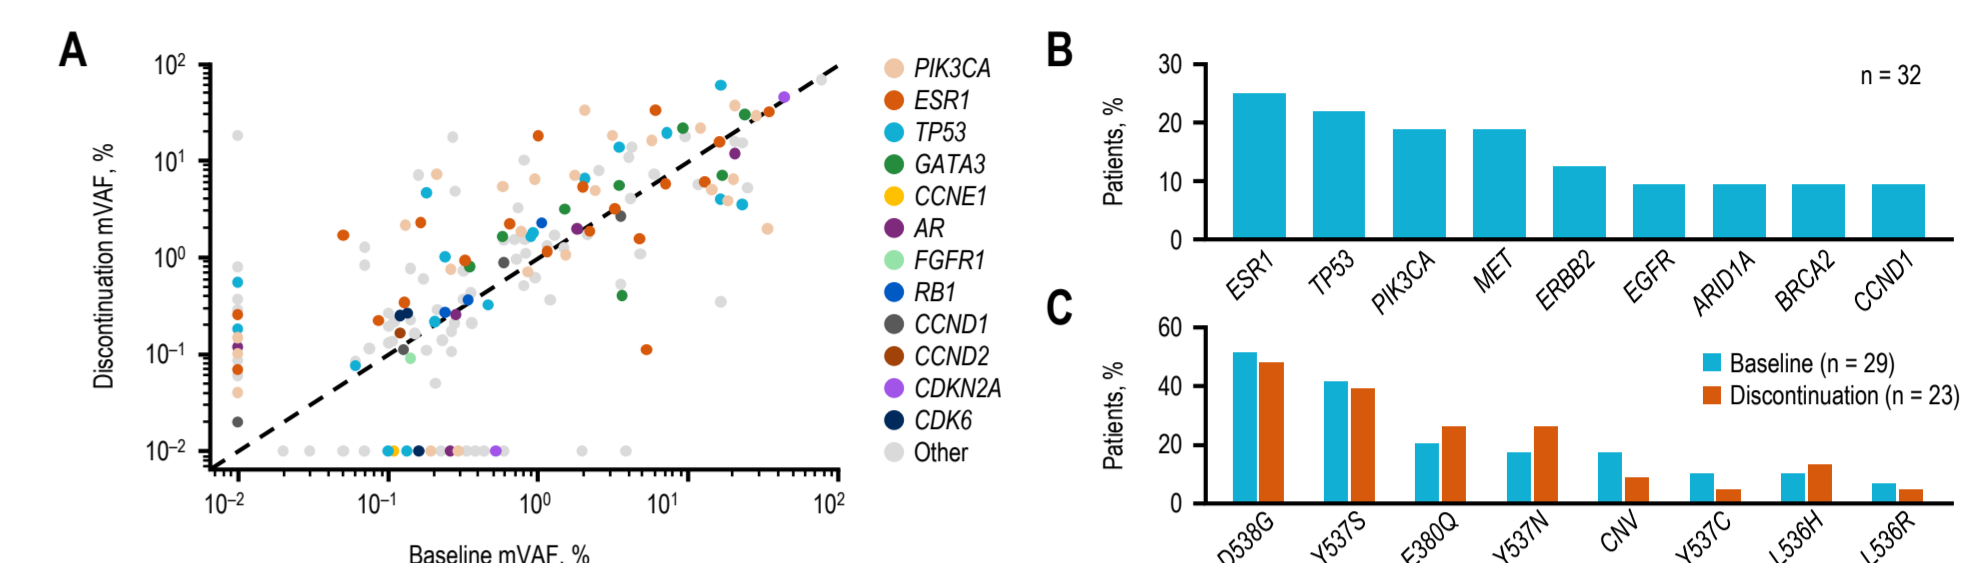 A
Discontinuation mVAF, %
10²
10¹
10⁰
10⁻¹
10⁻²
10⁻²
10⁻¹
10⁰
10¹
10²
Baseline mVAF, %
PIK3CA
ESR1
TP53
GATA3
CCNE1
AR
FGFR1
RB1
CCND1
CCND2
CDKN2A
CDK6
Other
B
Patients, %
30
20
10
0
n = 32
ESR1
TP53
PIK3CA
MET
ERBB2
EGFR
ARID1A
BRCA2
CCND1
C
Patients, %
60
40
20
0
Baseline (n = 29)
Discontinuation (n = 23)
D538G
Y537S
E380Q
Y537N
CNV
Y537C
L536H
L536R